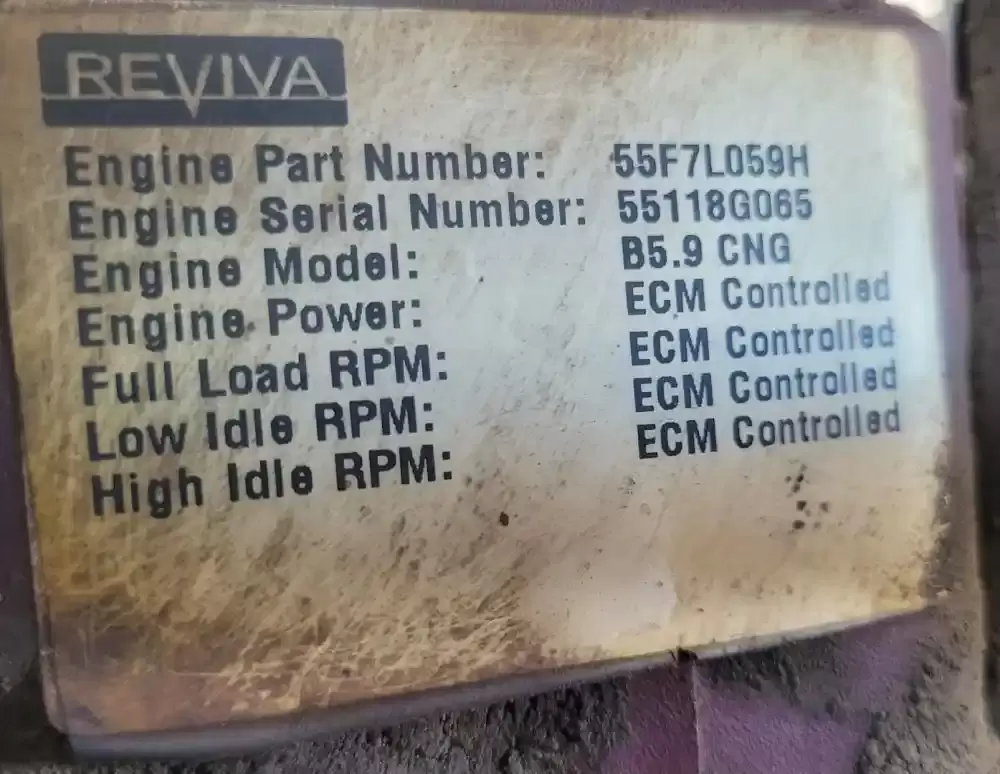 REVIVA
Engine Part Number: 55F7L059H
Engine Serial Number: 55118G065
Engine Model: B5.9 CNG
Engine Power: ECM Controlled
Full Load RPM: ECM Controlled
Low Idle RPM: ECM Controlled
High Idle RPM: ECM Controlled